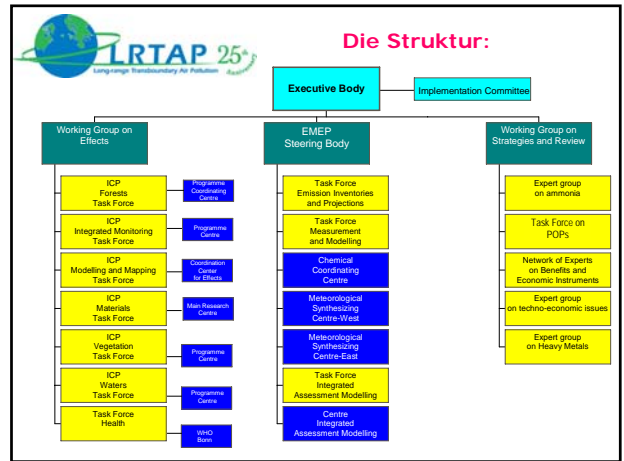 LRTAP 25th
Long-range Transboundary Air Pollution
Anniversary
Die Struktur:
Executive Body
Implementation Committee
Working Group on
Effects
ICP
Forests
Task Force
Programme
Coordinating
Centre
ICP
Integrated Monitoring
Task Force
Programme
Centre
ICP
Modelling and Mapping
Task Force
Coordination
Center
for Effects
ICP
Materials
Task Force
Main Research
Centre
ICP
Vegetation
Task Force
Programme
Centre
ICP
Waters
Task Force
Programme
Centre
Task Force
Health
WHO
Bonn
EMEP
Steering Body
Task Force
Emission Inventories
and Projections
Task Force
Measurement
and Modelling
Chemical
Coordinating
Centre
Meteorological
Synthesizing
Centre-West
Meteorological
Synthesizing
Centre-East
Task Force
Integrated
Assessment Modelling
Centre
Integrated
Assessment Modelling
Working Group on
Strategies and Review
Expert group
on ammonia
Task Force on
POPs
Network of Experts
on Benefits and
Economic Instruments
Expert group
on techno-economic issues
Expert group
on Heavy Metals